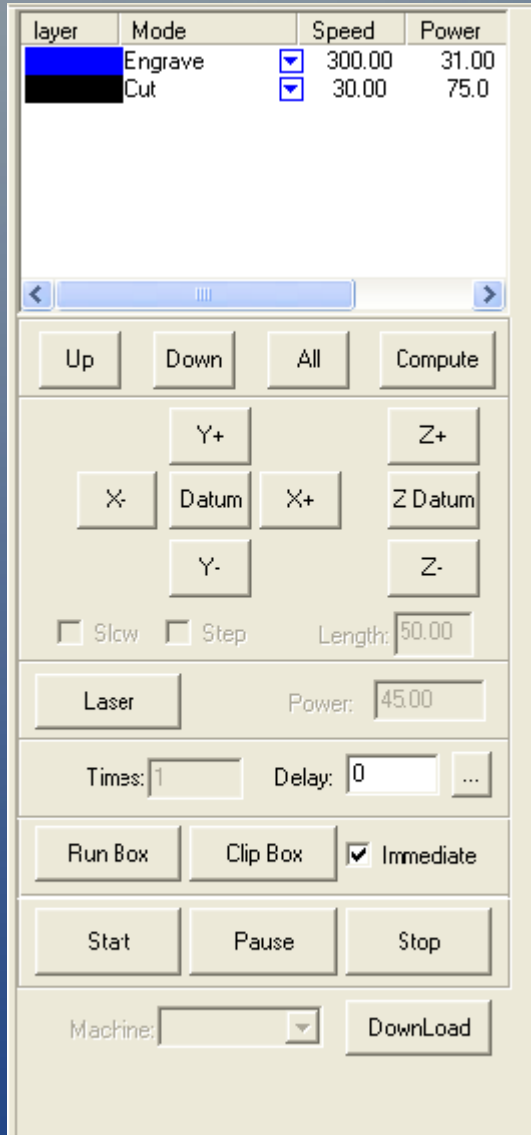 layer Mode Speed Power
Engrave 300.00 31.00
Cut 30.00 75.0
Up Down All Compute
Y+ Z+
X- Datum X+ Z Datum
Y- Z-
Slow Step Length: 50.00
Laser Power: 45.00
Times: 1 Delay: 0 ...
Run Box Clip Box Immediate
Start Pause Stop
Machine: DownLoad